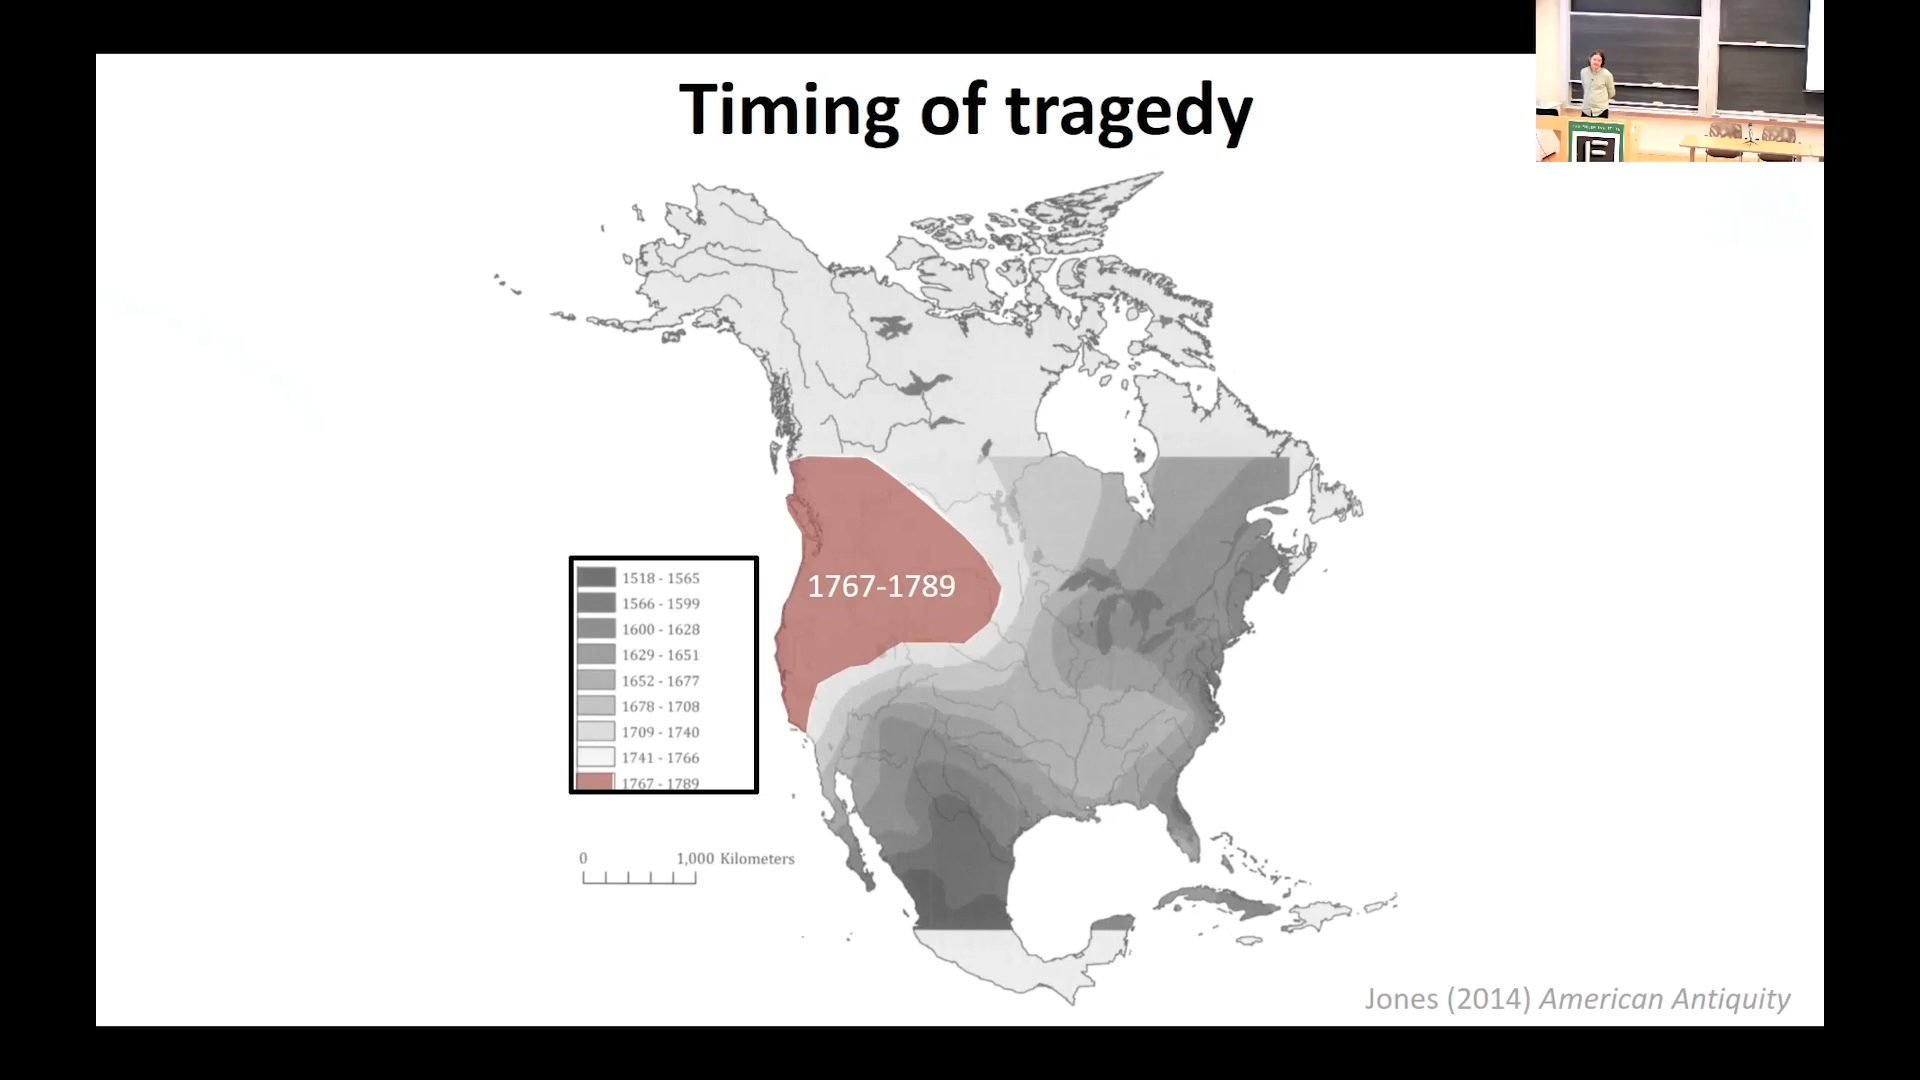 Timing of tragedy
1767-1789
1518 - 1565
1566 - 1599
1600 - 1628
1629 - 1651
1652 - 1677
1678 - 1708
1709 - 1740
1741 - 1766
1767 - 1789
0 1,000 Kilometers
Jones (2014) American Antiquity